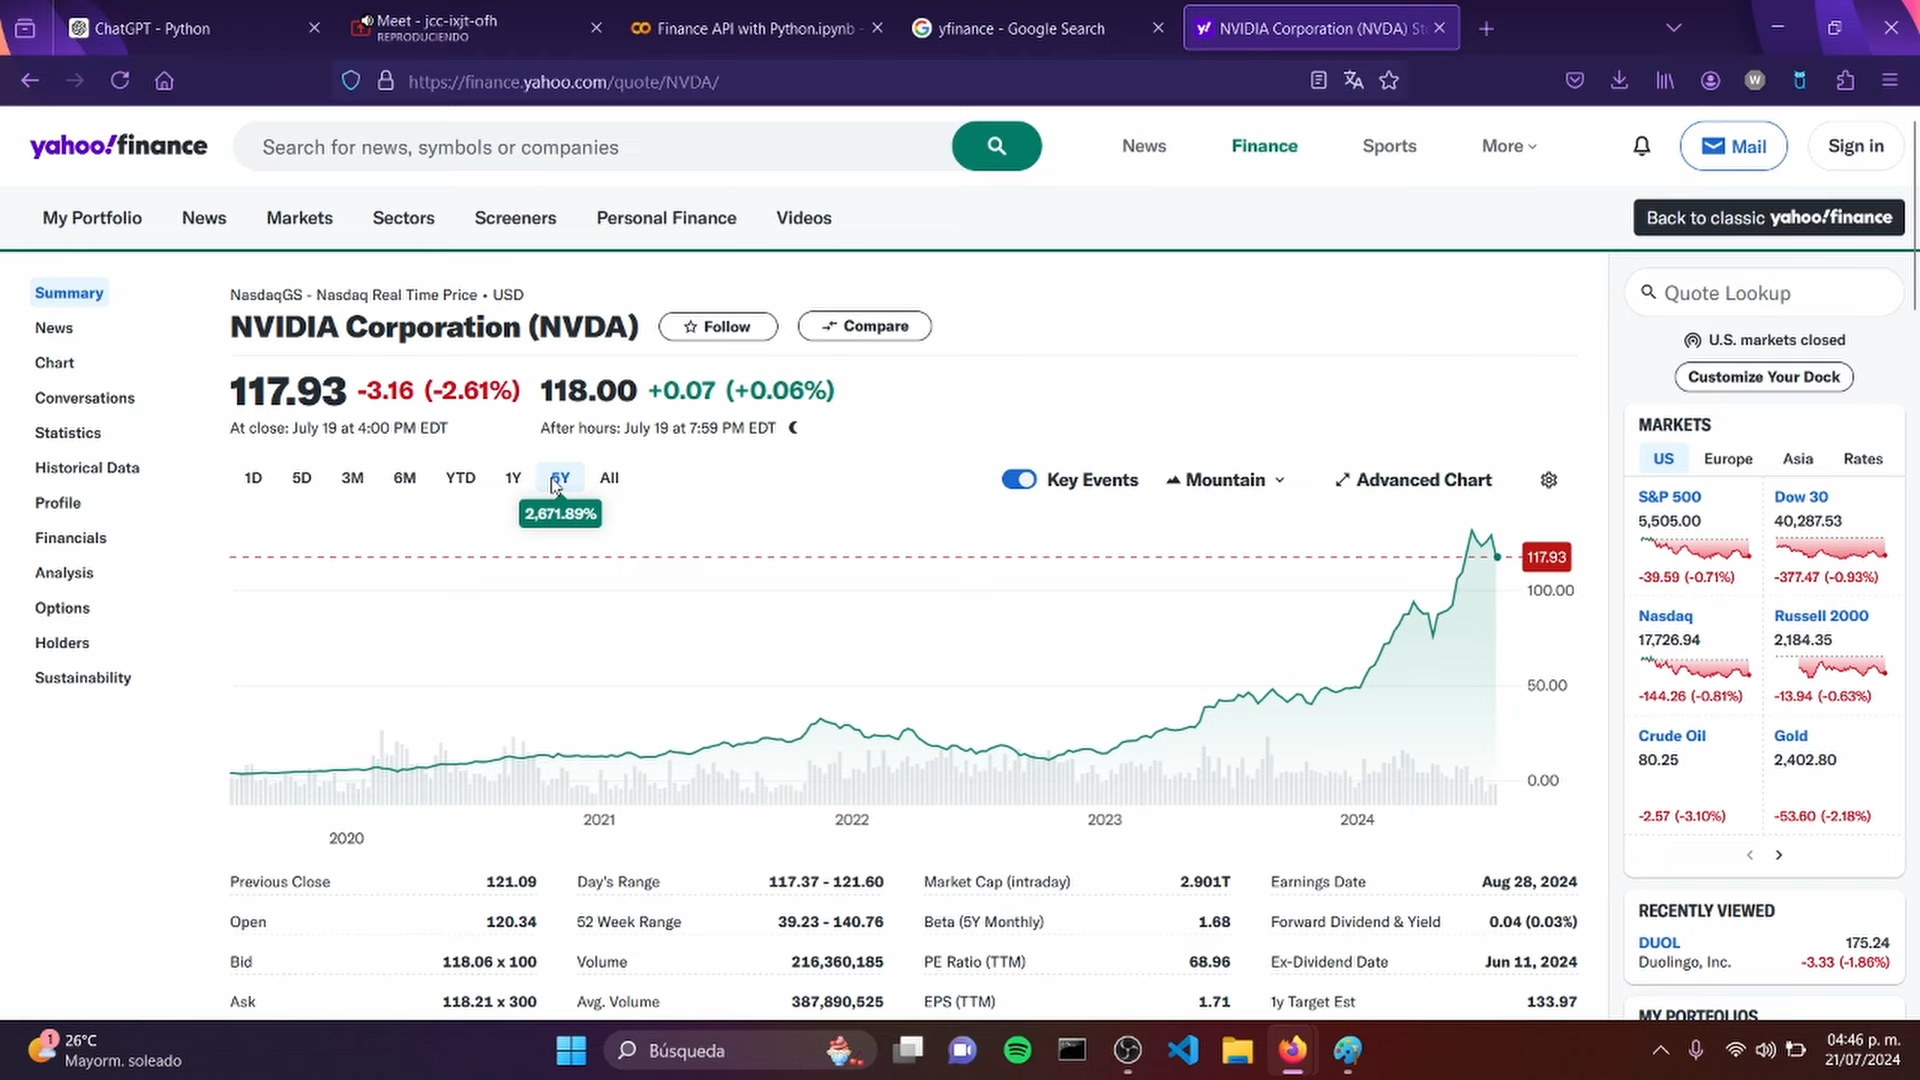 ChatGPT - Python
Meet - jcc-ixjt-ofh
REPRODUCIENDO
Finance API with Python.ipynb -
yfinance - Google Search
NVIDIA Corporation (NVDA) St
https://finance.yahoo.com/quote/NVDA/
W
yahoo!finance
Search for news, symbols or companies
News
Finance
Sports
More
Mail
Sign in
My Portfolio
News
Markets
Sectors
Screeners
Personal Finance
Videos
Back to classic yahoo!finance
Summary
News
Chart
Conversations
Statistics
Historical Data
Profile
Financials
Analysis
Options
Holders
Sustainability
NasdaqGS - Nasdaq Real Time Price • USD
NVIDIA Corporation (NVDA)
Follow
Compare
117.93 -3.16 (-2.61%)
At close: July 19 at 4:00 PM EDT
118.00 +0.07 (+0.06%)
After hours: July 19 at 7:59 PM EDT
1D 5D 3M 6M YTD 1Y 5Y All
2,671.89%
Key Events
Mountain
Advanced Chart
117.93
100.00
50.00
0.00
2020
2021
2022
2023
2024
Previous Close 121.09
Open 120.34
Bid 118.06 x 100
Ask 118.21 x 300
Day's Range 117.37 - 121.60
52 Week Range 39.23 - 140.76
Volume 216,360,185
Avg. Volume 387,890,525
Market Cap (intraday) 2.901T
Beta (5Y Monthly) 1.68
PE Ratio (TTM) 68.96
EPS (TTM) 1.71
Earnings Date Aug 28, 2024
Forward Dividend & Yield 0.04 (0.03%)
Ex-Dividend Date Jun 11, 2024
1y Target Est 133.97
Quote Lookup
U.S. markets closed
Customize Your Dock
MARKETS
US Europe Asia Rates
S&P 500
5,505.00
-39.59 (-0.71%)
Dow 30
40,287.53
-377.47 (-0.93%)
Nasdaq
17,726.94
-144.26 (-0.81%)
Russell 2000
2,184.35
-13.94 (-0.63%)
Crude Oil
80.25
-2.57 (-3.10%)
Gold
2,402.80
-53.60 (-2.18%)
RECENTLY VIEWED
DUOL 175.24
Duolingo, Inc. -3.33 (-1.86%)
MY PORTFOLIOS
1
26°C
Mayorm. soleado
Búsqueda
04:46 p. m.
21/07/2024